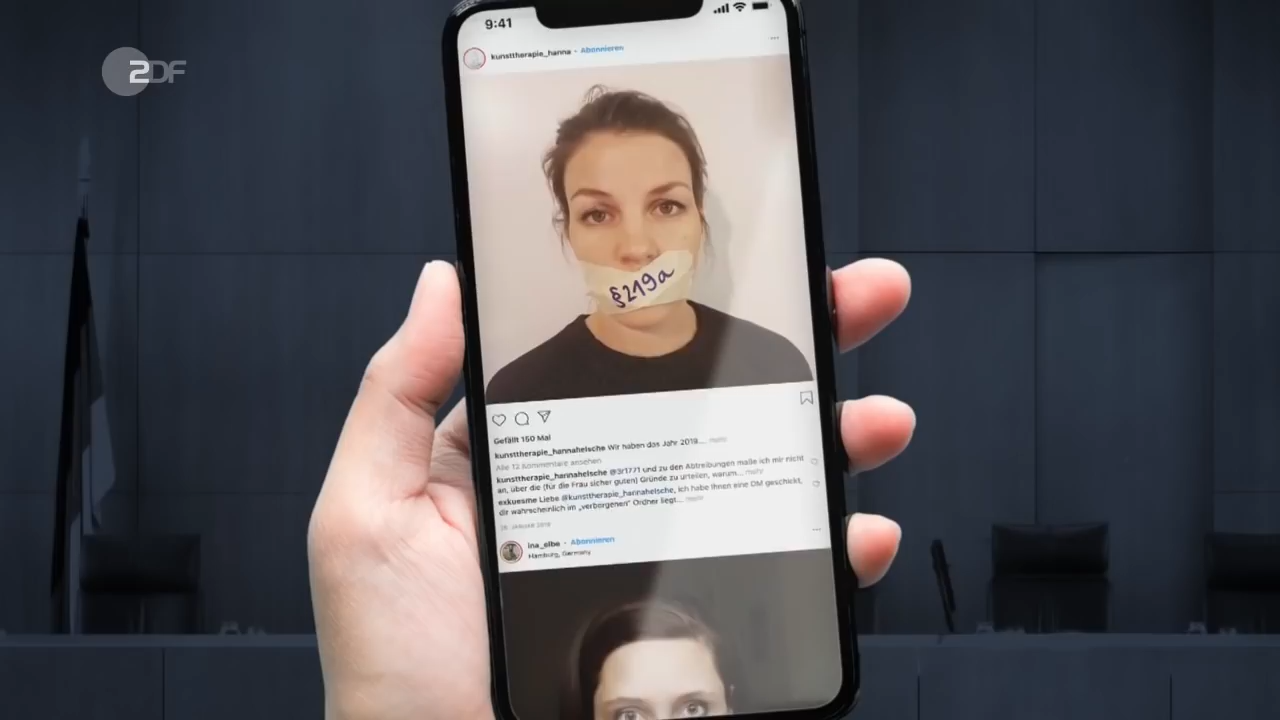 ZDF
9:41
kunsttherapie_hanna · Abonnieren
§219a
Gefällt 150 Mal
kunsttherapie_hannahelsche Wir haben das Jahr 2019.... mehr
Alle 12 Kommentare ansehen
kunsttherapie_hannahelsche @3r1771 und zu den Abtreibungen maße ich mir nicht
an, über die (für die Frau sicher guten) Gründe zu urteilen, warum... mehr
exkuesme Liebe @kunsttherapie_hannahelsche, ich habe Ihnen eine DM geschickt,
dir wahrscheinlich im „verborgenen" Ordner liegt... mehr
ina_elbe · Abonnieren
Hamburg, Germany